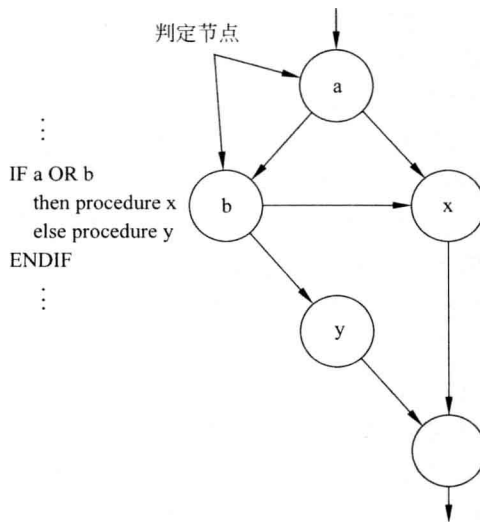 判定节点
a
⋮
IF a OR b
then procedure x
else procedure y
ENDIF
⋮
b
x
y